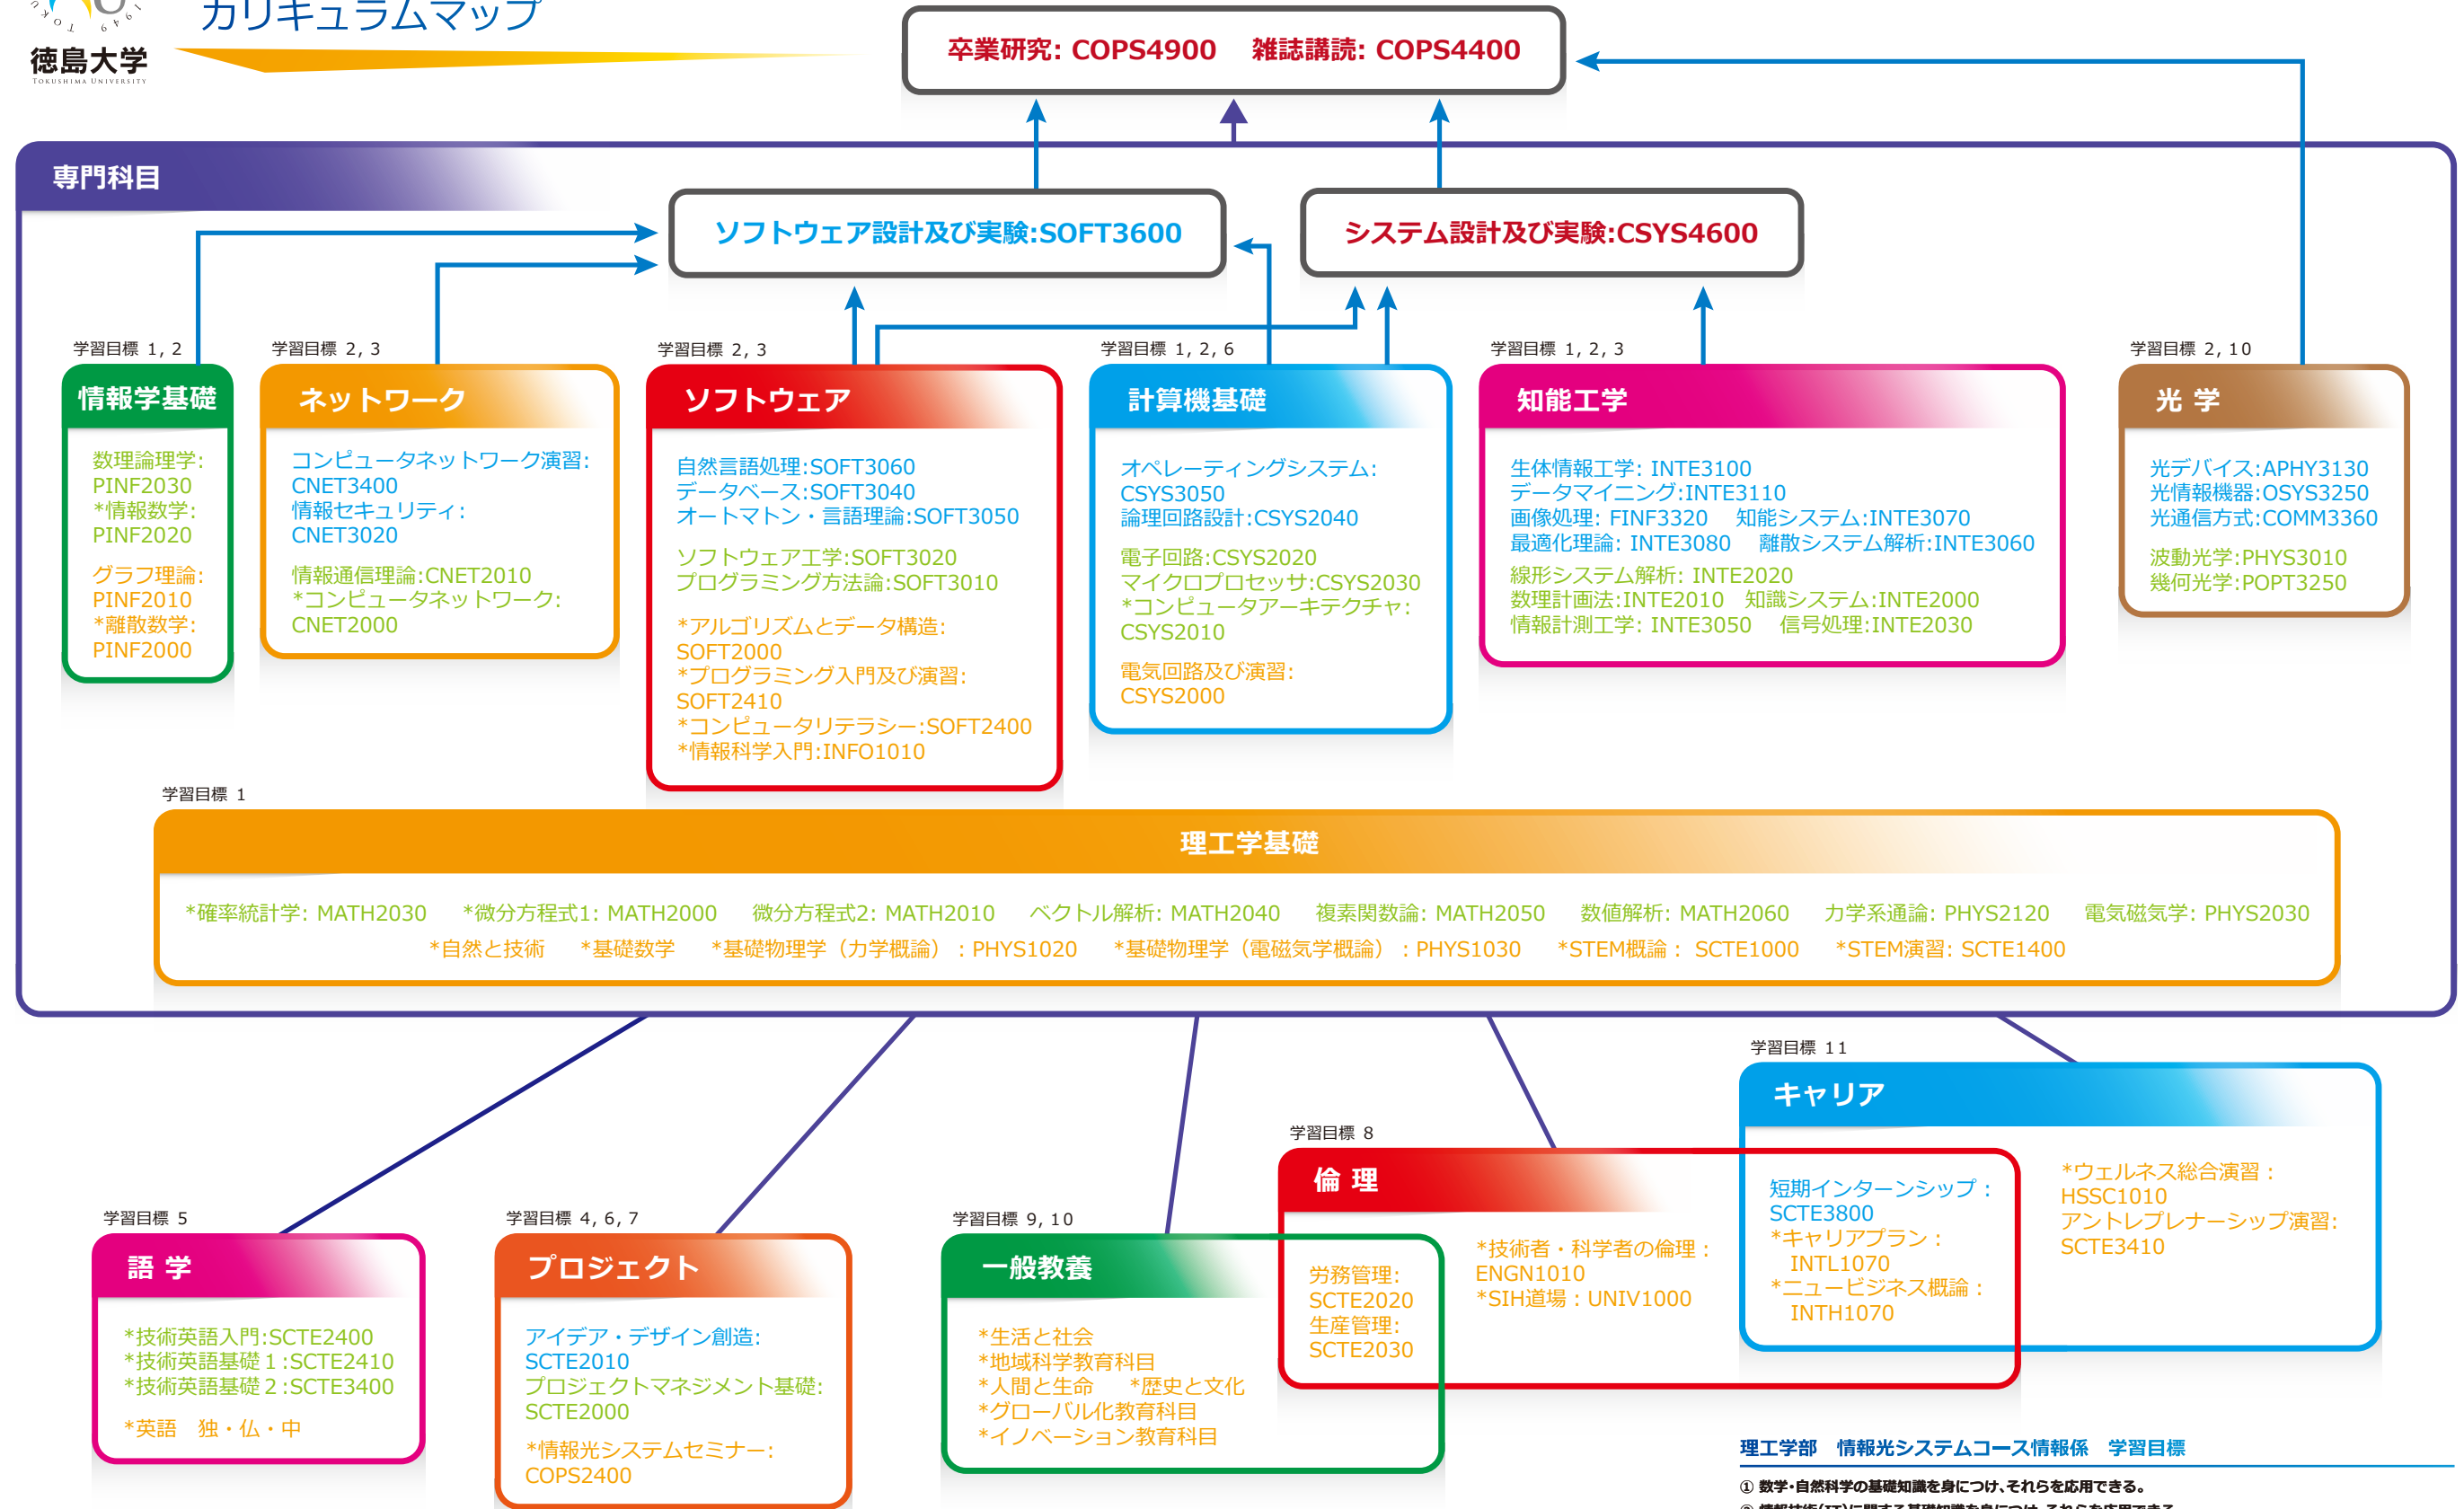 カリキュラムマップ
1949 TOKU
徳島大学
TOKUSHIMA UNIVERSITY
卒業研究: COPS4900 雑誌講読: COPS4400
専門科目
ソフトウェア設計及び実験:SOFT3600
システム設計及び実験:CSYS4600
学習目標 1, 2
情報学基礎
数理論理学:
PINF2030
*情報数学:
PINF2020
グラフ理論:
PINF2010
*離散数学:
PINF2000
学習目標 2, 3
ネットワーク
コンピュータネットワーク演習:
CNET3400
情報セキュリティ:
CNET3020
情報通信理論:CNET2010
*コンピュータネットワーク:
CNET2000
学習目標 2, 3
ソフトウェア
自然言語処理:SOFT3060
データベース:SOFT3040
オートマトン・言語理論:SOFT3050
ソフトウェア工学:SOFT3020
プログラミング方法論:SOFT3010
*アルゴリズムとデータ構造:
SOFT2000
*プログラミング入門及び演習:
SOFT2410
*コンピュータリテラシー:SOFT2400
*情報科学入門:INFO1010
学習目標 1, 2, 6
計算機基礎
オペレーティングシステム:
CSYS3050
論理回路設計:CSYS2040
電子回路:CSYS2020
マイクロプロセッサ:CSYS2030
*コンピュータアーキテクチャ:
CSYS2010
電気回路及び演習:
CSYS2000
学習目標 1, 2, 3
知能工学
生体情報工学: INTE3100
データマイニング:INTE3110
画像処理: FINF3320 知能システム:INTE3070
最適化理論: INTE3080 離散システム解析:INTE3060
線形システム解析: INTE2020
数理計画法:INTE2010 知識システム:INTE2000
情報計測工学: INTE3050 信号処理:INTE2030
学習目標 2, 10
光 学
光デバイス:APHY3130
光情報機器:OSYS3250
光通信方式:COMM3360
波動光学:PHYS3010
幾何光学:POPT3250
学習目標 1
理工学基礎
*確率統計学: MATH2030 *微分方程式1: MATH2000 微分方程式2: MATH2010 ベクトル解析: MATH2040 複素関数論: MATH2050 数値解析: MATH2060 力学系通論: PHYS2120 電気磁気学: PHYS2030
*自然と技術 *基礎数学 *基礎物理学（力学概論）: PHYS1020 *基礎物理学（電磁気学概論）: PHYS1030 *STEM概論： SCTE1000 *STEM演習: SCTE1400
学習目標 5
語 学
*技術英語入門:SCTE2400
*技術英語基礎１:SCTE2410
*技術英語基礎２:SCTE3400
*英語 独・仏・中
学習目標 4, 6, 7
プロジェクト
アイデア・デザイン創造:
SCTE2010
プロジェクトマネジメント基礎:
SCTE2000
*情報光システムセミナー:
COPS2400
学習目標 9, 10
一般教養
*生活と社会
*地域科学教育科目
*人間と生命 *歴史と文化
*グローバル化教育科目
*イノベーション教育科目
学習目標 8
倫 理
労務管理:
SCTE2020
生産管理:
SCTE2030
*技術者・科学者の倫理：
ENGN1010
*SIH道場：UNIV1000
学習目標 11
キャリア
短期インターンシップ：
SCTE3800
*キャリアプラン：
INTL1070
*ニュービジネス概論：
INTH1070
*ウェルネス総合演習：
HSSC1010
アントレプレナーシップ演習:
SCTE3410
理工学部 情報光システムコース情報係 学習目標
① 数学・自然科学の基礎知識を身につけ、それらを応用できる。
② 情報技術(IT)に関する基礎知識を身につけ、それらを応用できる